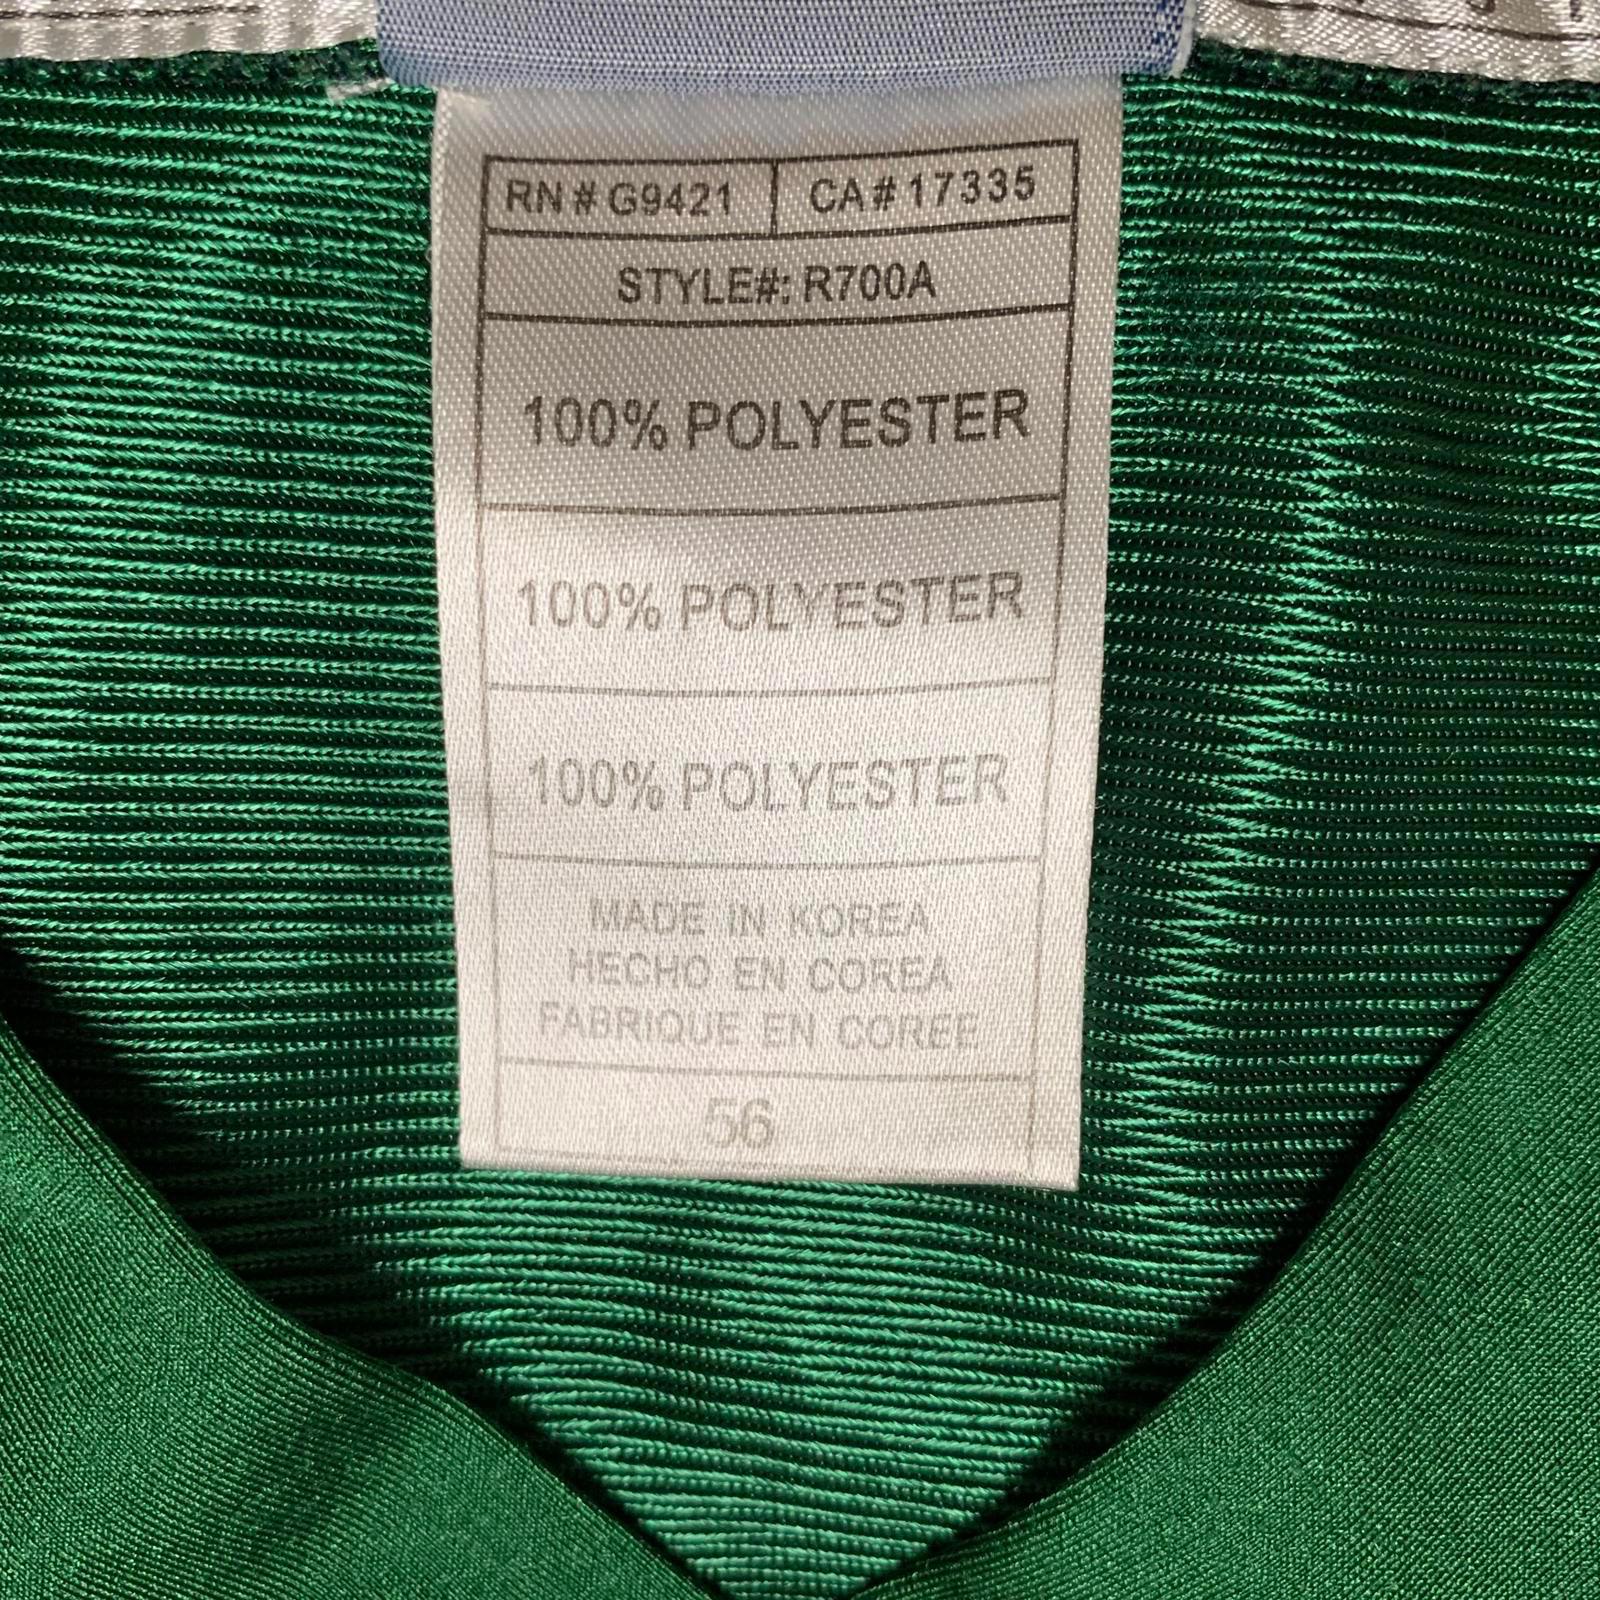 RN # G9421 CA # 17335
STYLE#: R700A
100% POLYESTER
100% POLYESTER
100% POLYESTER
MADE IN KOREA
HECHO EN COREA
FABRIQUE EN COREE
56